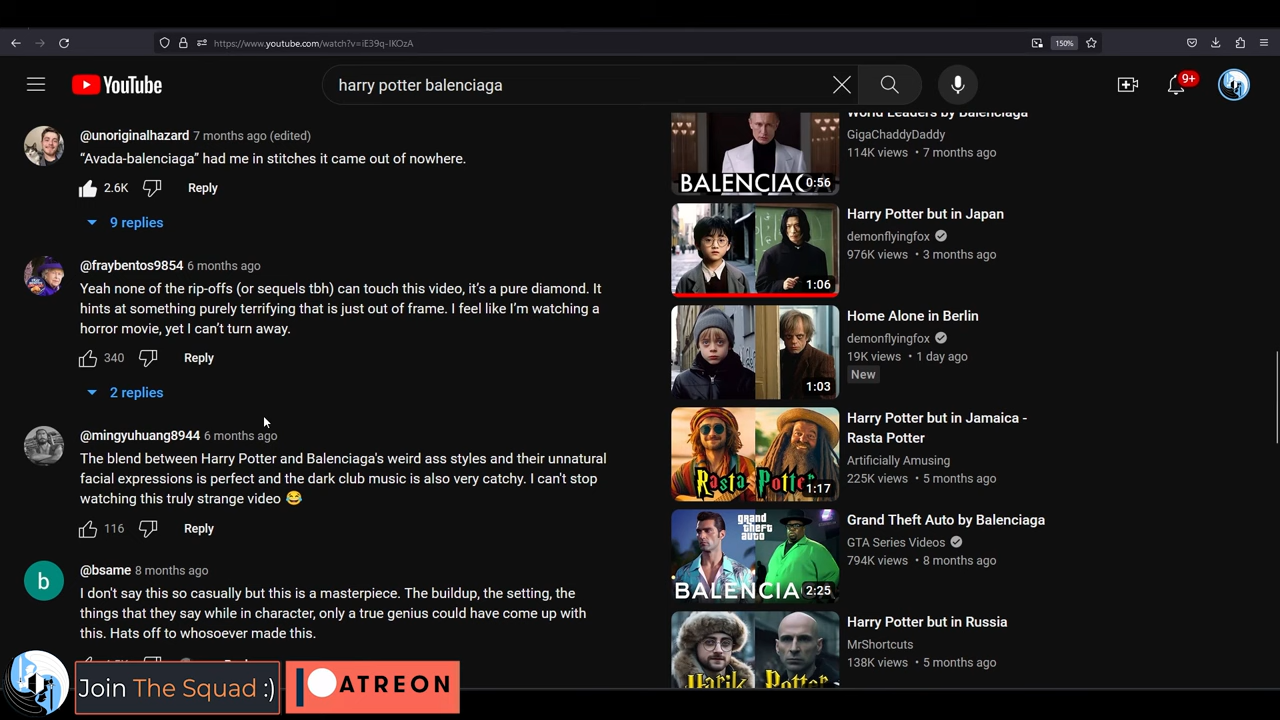 https://www.youtube.com/watch?v=iE39q-IKOzA
150%
YouTube
harry potter balenciaga
9+
@unoriginalhazard 7 months ago (edited)
“Avada-balenciaga” had me in stitches it came out of nowhere.
2.6K Reply
9 replies
@fraybentos9854 6 months ago
Yeah none of the rip-offs (or sequels tbh) can touch this video, it’s a pure diamond. It
hints at something purely terrifying that is just out of frame. I feel like I’m watching a
horror movie, yet I can’t turn away.
340 Reply
2 replies
@mingyuhuang8944 6 months ago
The blend between Harry Potter and Balenciaga's weird ass styles and their unnatural
facial expressions is perfect and the dark club music is also very catchy. I can't stop
watching this truly strange video 😂
116 Reply
b
@bsame 8 months ago
I don't say this so casually but this is a masterpiece. The buildup, the setting, the
things that they say while in character, only a true genius could have come up with
this. Hats off to whosoever made this.
World Leaders by Balenciaga
GigaChaddyDaddy
114K views • 7 months ago
BALENCIAG
0:56
Harry Potter but in Japan
demonflyingfox
976K views • 3 months ago
1:06
Home Alone in Berlin
demonflyingfox
19K views • 1 day ago
New
1:03
Harry Potter but in Jamaica -
Rasta Potter
Artificially Amusing
225K views • 5 months ago
Rasta Potter
1:17
Grand Theft Auto by Balenciaga
GTA Series Videos
794K views • 8 months ago
grand
theft
auto
BALENCIA
2:25
Harry Potter but in Russia
MrShortcuts
138K views • 5 months ago
Harik Potter
Join The Squad :)
PATREON